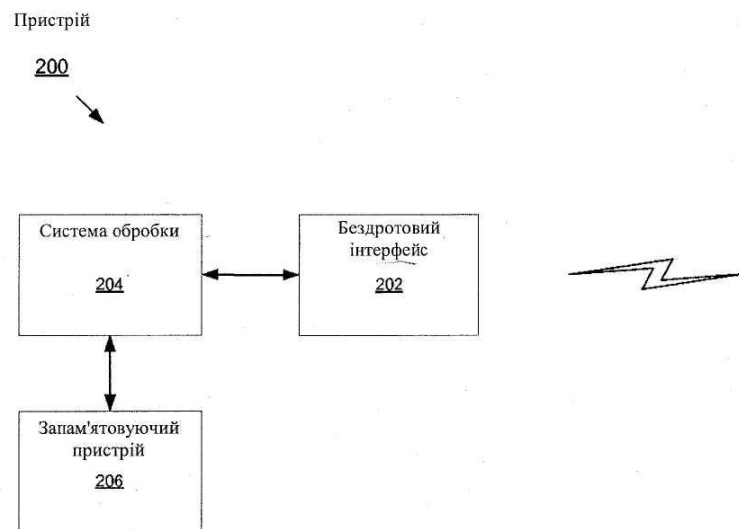 Пристрій
200
Система обробки
204
Бездротовий
інтерфейс
202
Запам'ятовуючий
пристрій
206